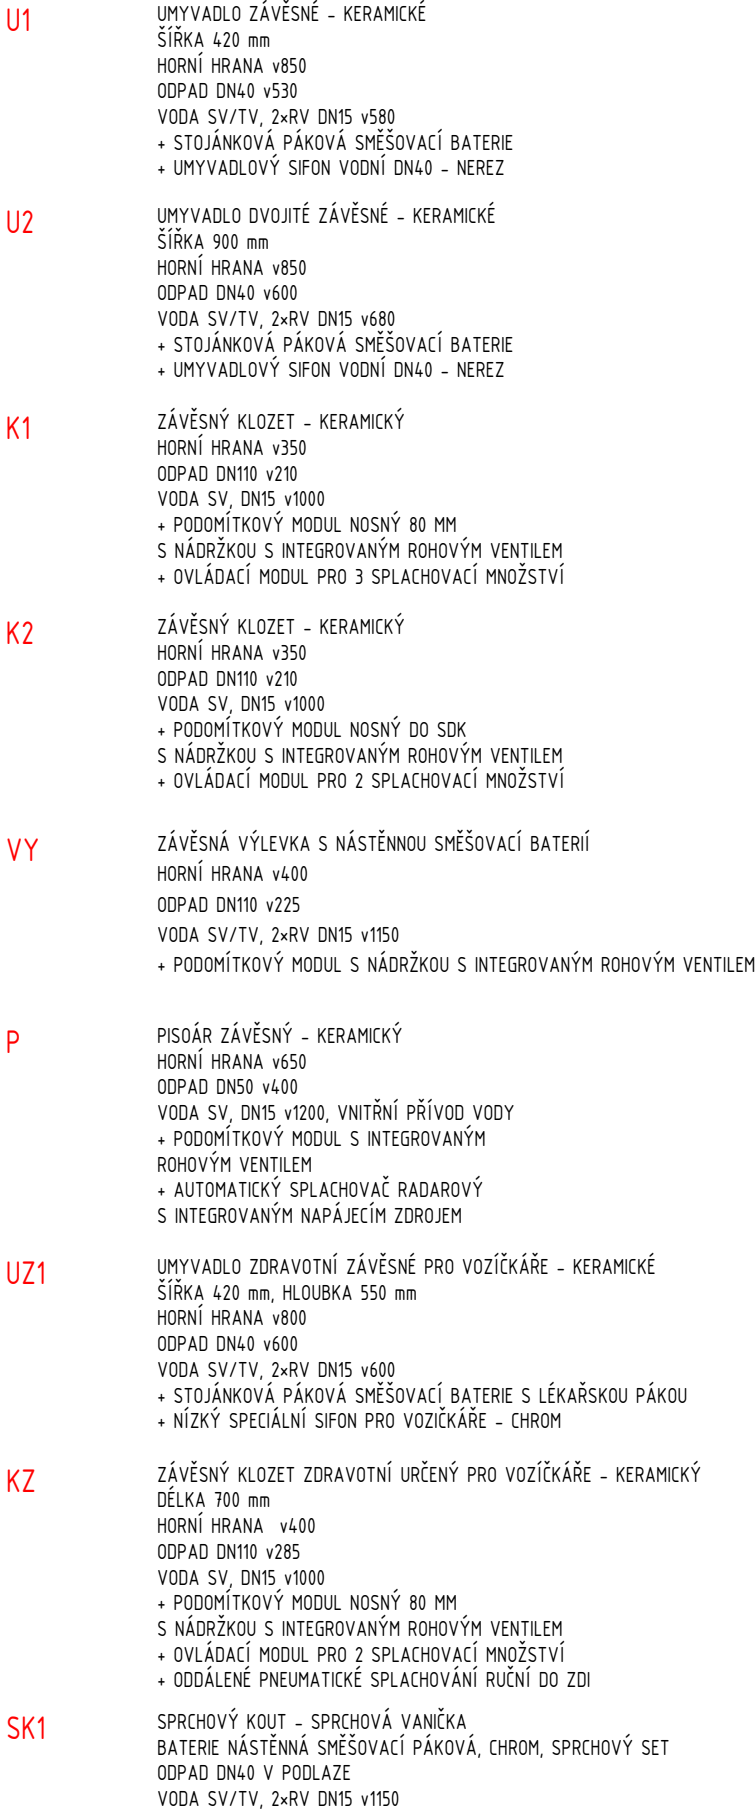 U1 UMYVADLO ZÁVĚSNÉ - KERAMICKÉ
ŠÍŘKA 420 mm
HORNÍ HRANA v850
ODPAD DN40 v530
VODA SV/TV, 2×RV DN15 v580
+ STOJÁNKOVÁ PÁKOVÁ SMĚŠOVACÍ BATERIE
+ UMYVADLOVÝ SIFON VODNÍ DN40 - NEREZ
U2 UMYVADLO DVOJITÉ ZÁVĚSNÉ - KERAMICKÉ
ŠÍŘKA 900 mm
HORNÍ HRANA v850
ODPAD DN40 v600
VODA SV/TV, 2×RV DN15 v680
+ STOJÁNKOVÁ PÁKOVÁ SMĚŠOVACÍ BATERIE
+ UMYVADLOVÝ SIFON VODNÍ DN40 - NEREZ
K1 ZÁVĚSNÝ KLOZET - KERAMICKÝ
HORNÍ HRANA v350
ODPAD DN110 v210
VODA SV, DN15 v1000
+ PODOMÍTKOVÝ MODUL NOSNÝ 80 MM
S NÁDRŽKOU S INTEGROVANÝM ROHOVÝM VENTILEM
+ OVLÁDACÍ MODUL PRO 3 SPLACHOVACÍ MNOŽSTVÍ
K2 ZÁVĚSNÝ KLOZET - KERAMICKÝ
HORNÍ HRANA v350
ODPAD DN110 v210
VODA SV, DN15 v1000
+ PODOMÍTKOVÝ MODUL NOSNÝ DO SDK
S NÁDRŽKOU S INTEGROVANÝM ROHOVÝM VENTILEM
+ OVLÁDACÍ MODUL PRO 2 SPLACHOVACÍ MNOŽSTVÍ
VY ZÁVĚSNÁ VÝLEVKA S NÁSTĚNNOU SMĚŠOVACÍ BATERIÍ
HORNÍ HRANA v400
ODPAD DN110 v225
VODA SV/TV, 2×RV DN15 v1150
+ PODOMÍTKOVÝ MODUL S NÁDRŽKOU S INTEGROVANÝM ROHOVÝM VENTILEM
P PISOÁR ZÁVĚSNÝ - KERAMICKÝ
HORNÍ HRANA v650
ODPAD DN50 v400
VODA SV, DN15 v1200, VNITŘNÍ PŘÍVOD VODY
+ PODOMÍTKOVÝ MODUL S INTEGROVANÝM
ROHOVÝM VENTILEM
+ AUTOMATICKÝ SPLACHOVAČ RADAROVÝ
S INTEGROVANÝM NAPÁJECÍM ZDROJEM
UZ1 UMYVADLO ZDRAVOTNÍ ZÁVĚSNÉ PRO VOZÍČKÁŘE - KERAMICKÉ
ŠÍŘKA 420 mm, HLOUBKA 550 mm
HORNÍ HRANA v800
ODPAD DN40 v600
VODA SV/TV, 2×RV DN15 v600
+ STOJÁNKOVÁ PÁKOVÁ SMĚŠOVACÍ BATERIE S LÉKAŘSKOU PÁKOU
+ NÍZKÝ SPECIÁLNÍ SIFON PRO VOZIČKÁŘE - CHROM
KZ ZÁVĚSNÝ KLOZET ZDRAVOTNÍ URČENÝ PRO VOZÍČKÁŘE - KERAMICKÝ
DÉLKA 700 mm
HORNÍ HRANA v400
ODPAD DN110 v285
VODA SV, DN15 v1000
+ PODOMÍTKOVÝ MODUL NOSNÝ 80 MM
S NÁDRŽKOU S INTEGROVANÝM ROHOVÝM VENTILEM
+ OVLÁDACÍ MODUL PRO 2 SPLACHOVACÍ MNOŽSTVÍ
+ ODDÁLENÉ PNEUMATICKÉ SPLACHOVÁNÍ RUČNÍ DO ZDI
SK1 SPRCHOVÝ KOUT - SPRCHOVÁ VANIČKA
BATERIE NÁSTĚNNÁ SMĚŠOVACÍ PÁKOVÁ, CHROM, SPRCHOVÝ SET
ODPAD DN40 V PODLAZE
VODA SV/TV, 2×RV DN15 v1150